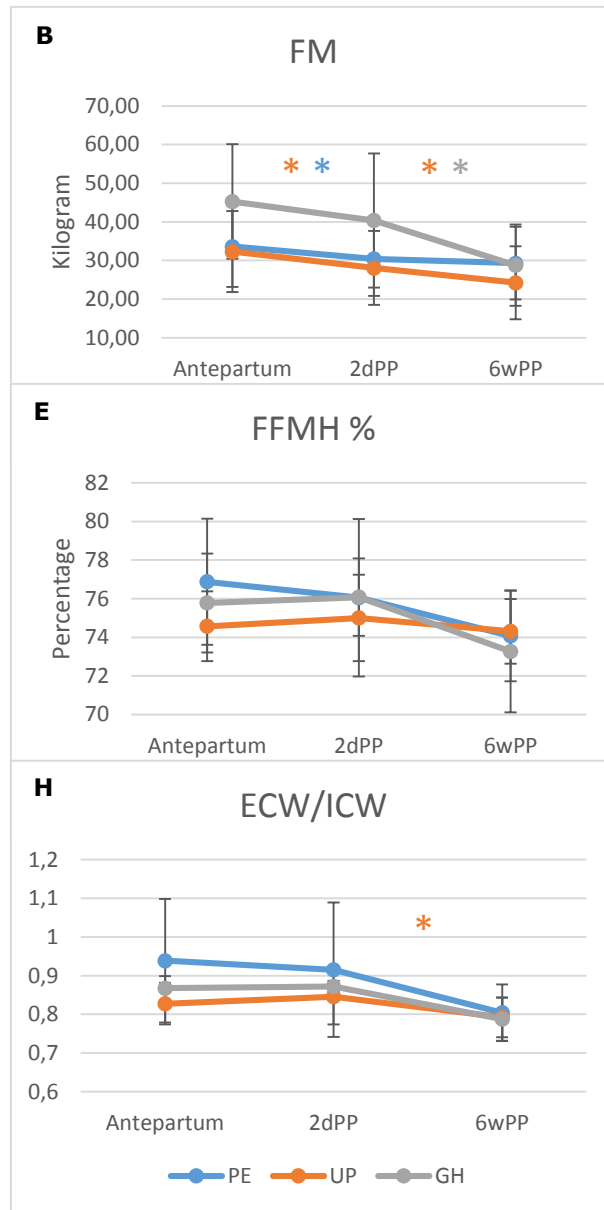 B
FM
70,00
60,00
50,00
40,00
30,00
20,00
10,00
Kilogram
* * * *
Antepartum 2dPP 6wPP
E
FFMH %
82
80
78
76
74
72
70
Percentage
Antepartum 2dPP 6wPP
H
ECW/ICW
1,2
1,1
1
0,9
0,8
0,7
0,6
*
Antepartum 2dPP 6wPP
PE UP GH